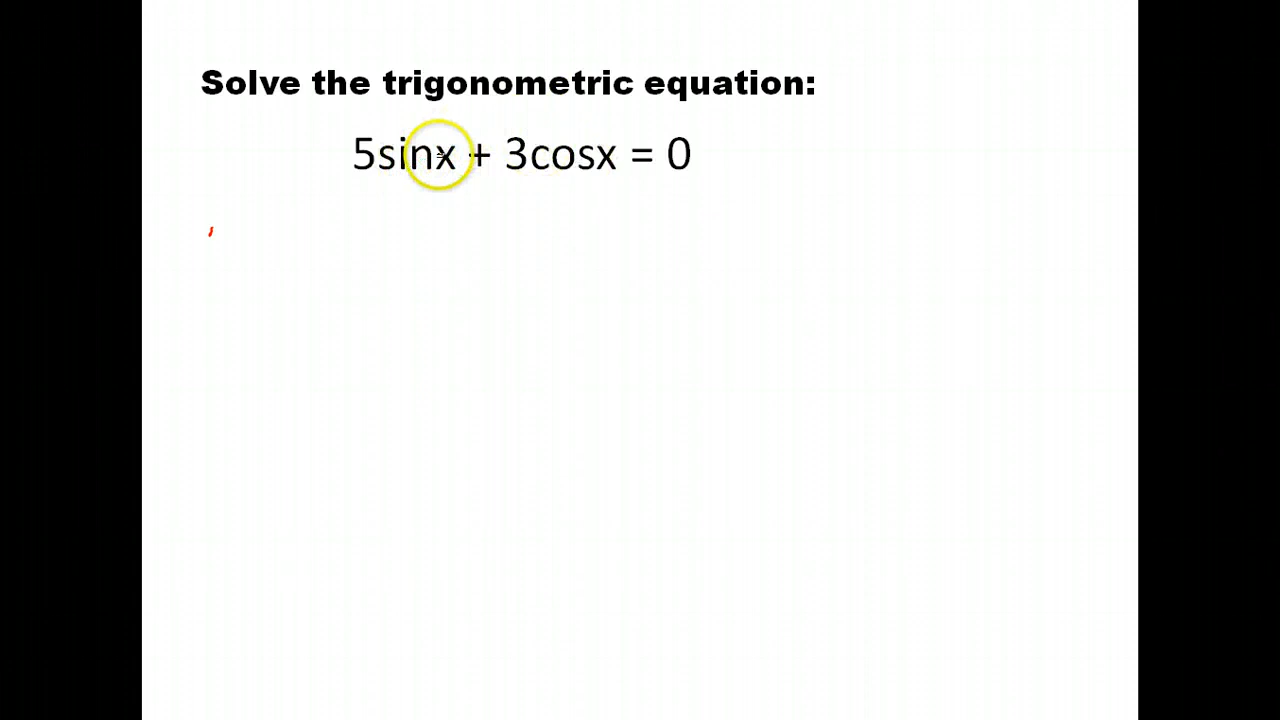 Solve the trigonometric equation:
5sinx + 3cosx = 0